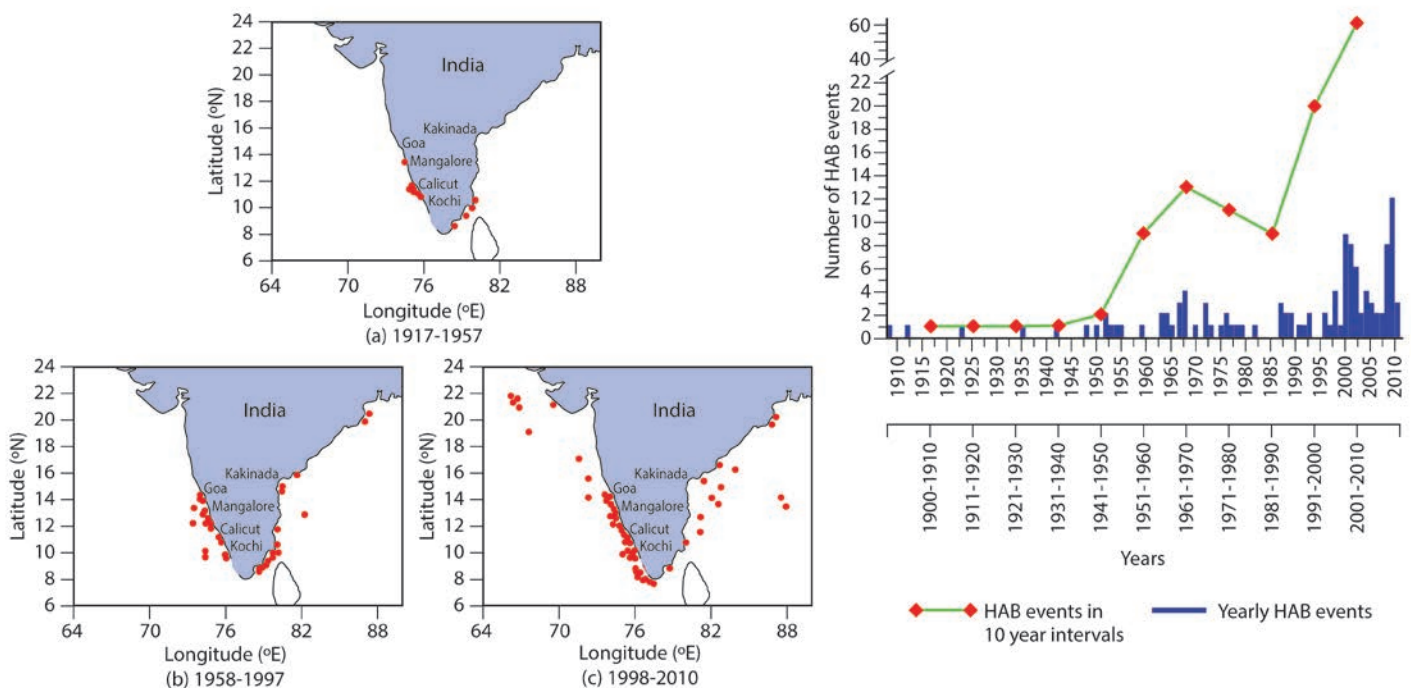 24
22
20
18
16
14
12
10
8
6
Latitude (ºN)
India
Kakinada
Goa
Mangalore
Calicut
Kochi
64 70 76 82 88
Longitude (ºE)
(a) 1917-1957
24
22
20
18
16
14
12
10
8
6
Latitude (ºN)
India
Kakinada
Goa
Mangalore
Calicut
Kochi
64 70 76 82 88
Longitude (ºE)
(b) 1958-1997
24
22
20
18
16
14
12
10
8
6
Latitude (ºN)
India
Kakinada
Goa
Mangalore
Calicut
Kochi
64 70 76 82 88
Longitude (ºE)
(c) 1998-2010
60
40
22
20
18
16
14
12
10
8
6
4
2
0
Number of HAB events
1910 1915 1925 1925 1930 1935 1940 1945 1950 1955 1960 1965 1970 1975 1980 1985 1990 1995 2000 2005 2010
1900-1910 1911-1920 1921-1930 1931-1940 1941-1950 1951-1960 1961-1970 1971-1980 1981-1990 1991-2000 2001-2010
Years
HAB events in
10 year intervals
Yearly HAB events